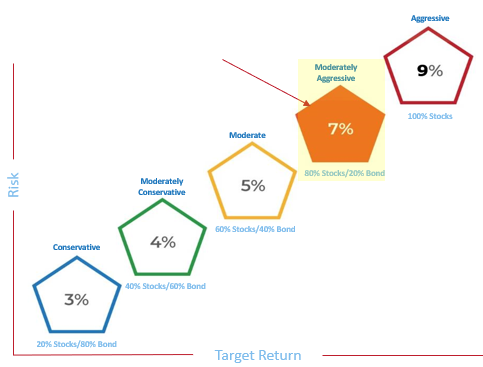 Aggressive
9%
100% Stocks
Moderately
Aggressive
7%
80% Stocks/20% Bond
Moderate
5%
60% Stocks/40% Bond
Moderately
Conservative
4%
40% Stocks/60% Bond
Conservative
3%
20% Stocks/80% Bond
Risk
Target Return